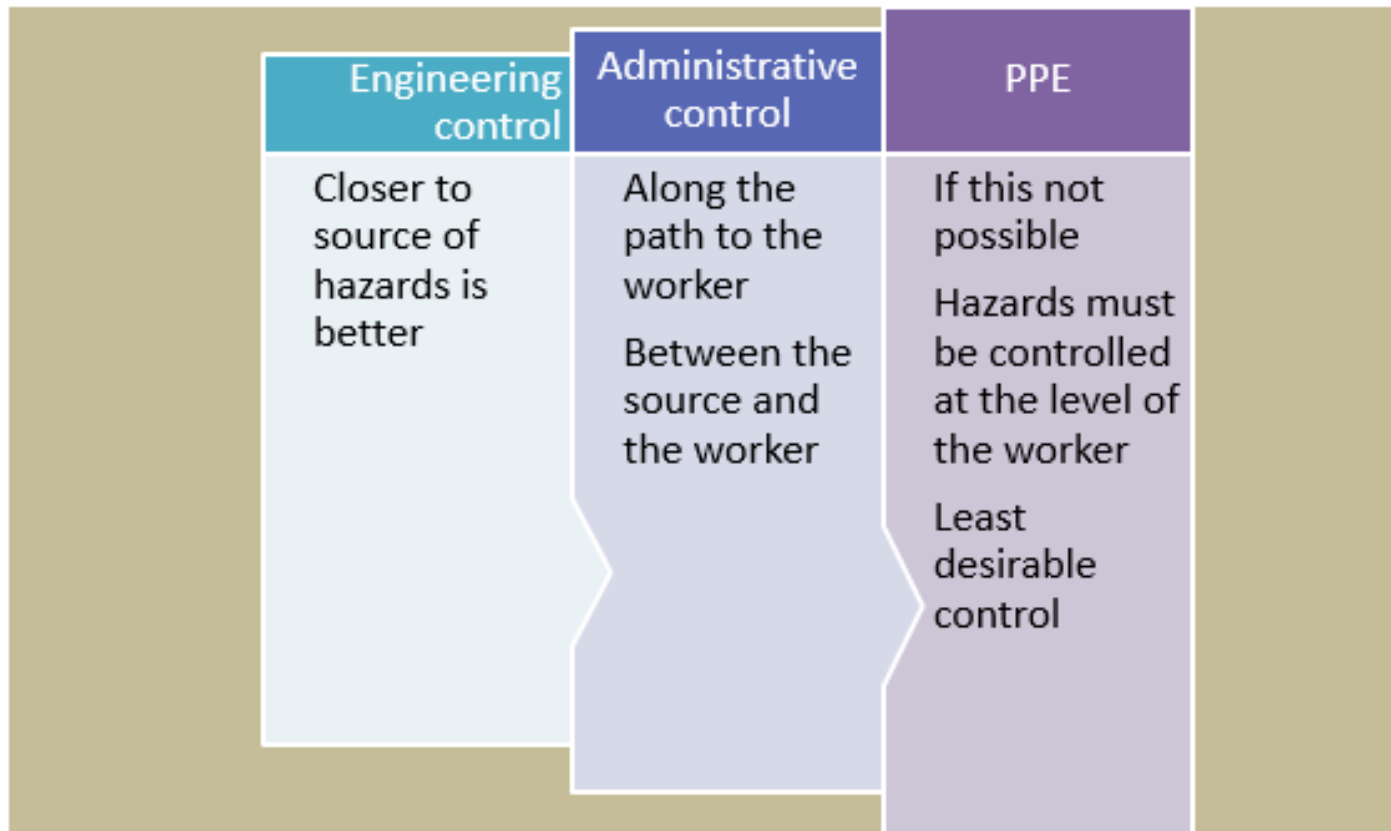 Engineering
control
Closer to
source of
hazards is
better
Administrative
control
Along the
path to the
worker
Between the
source and
the worker
PPE
If this not
possible
Hazards must
be controlled
at the level of
the worker
Least
desirable
control